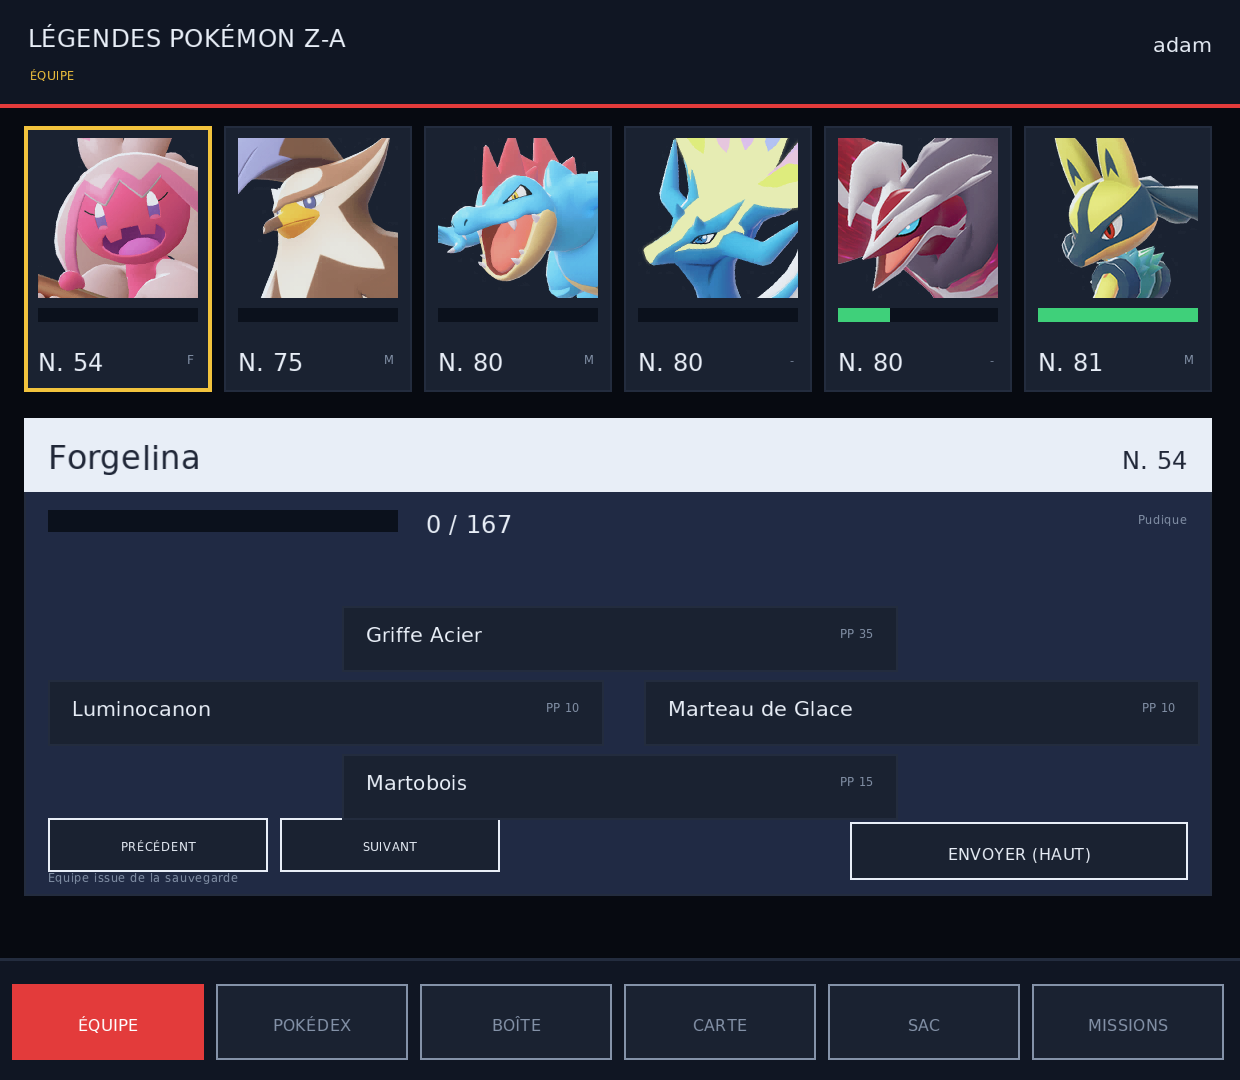 LÉGENDES POKÉMON Z-A
adam
ÉQUIPE
N. 54 F
N. 75 M
N. 80 M
N. 80 -
N. 80 -
N. 81 M
Forgelina
N. 54
0 / 167
Pudique
Griffe Acier PP 35
Luminocanon PP 10
Marteau de Glace PP 10
Martobois PP 15
PRÉCÉDENT
SUIVANT
ENVOYER (HAUT)
Équipe issue de la sauvegarde
ÉQUIPE
POKÉDEX
BOÎTE
CARTE
SAC
MISSIONS